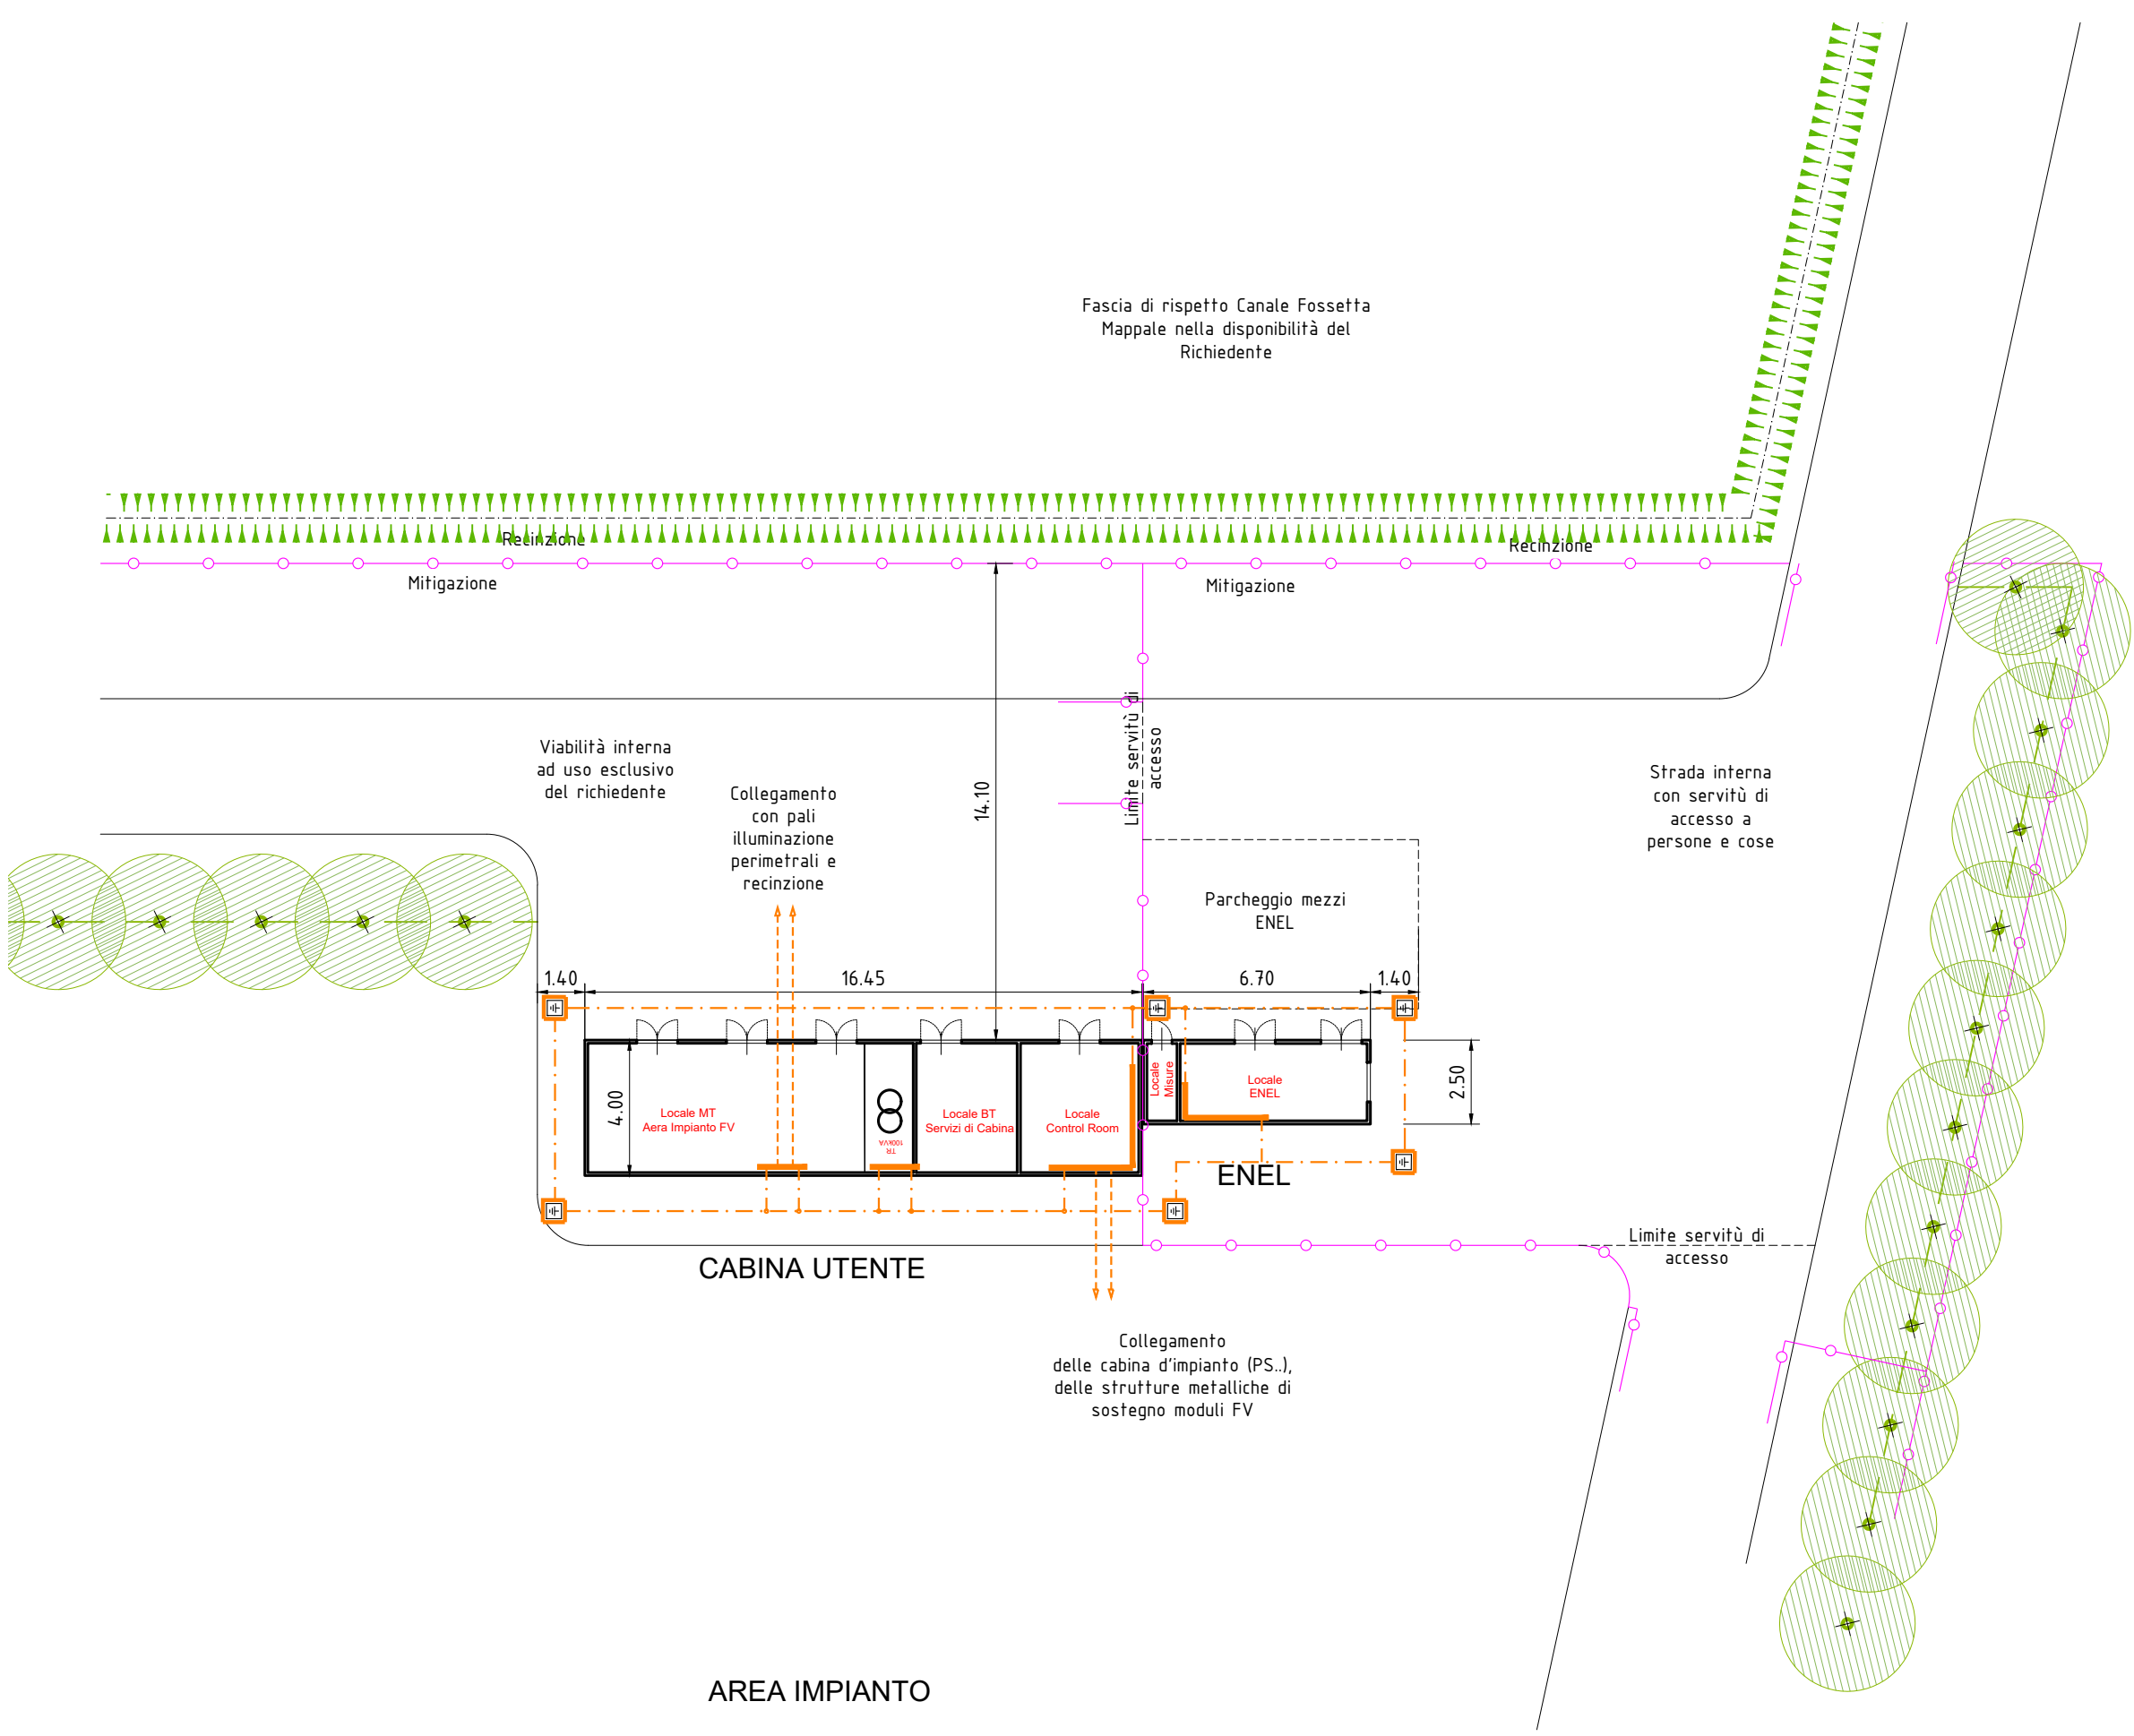 Fascia di rispetto Canale Fossetta
Mappale nella disponibilità del
Richiedente
Recinzione
Recinzione
Mitigazione
Mitigazione
Limite servitù di
accesso
Viabilità interna
ad uso esclusivo
del richiedente
Collegamento
con pali
illuminazione
perimetrali e
recinzione
14.10
Strada interna
con servitù di
accesso a
persone e cose
Parcheggio mezzi
ENEL
1.40
16.45
6.70
1.40
4.00
Locale MT
Aera Impianto FV
TR
100kVA
Locale BT
Servizi di Cabina
Locale
Control Room
Locale
Misure
Locale
ENEL
2.50
ENEL
CABINA UTENTE
Limite servitù di
accesso
Collegamento
delle cabina d'impianto (PS..),
delle strutture metalliche di
sostegno moduli FV
AREA IMPIANTO